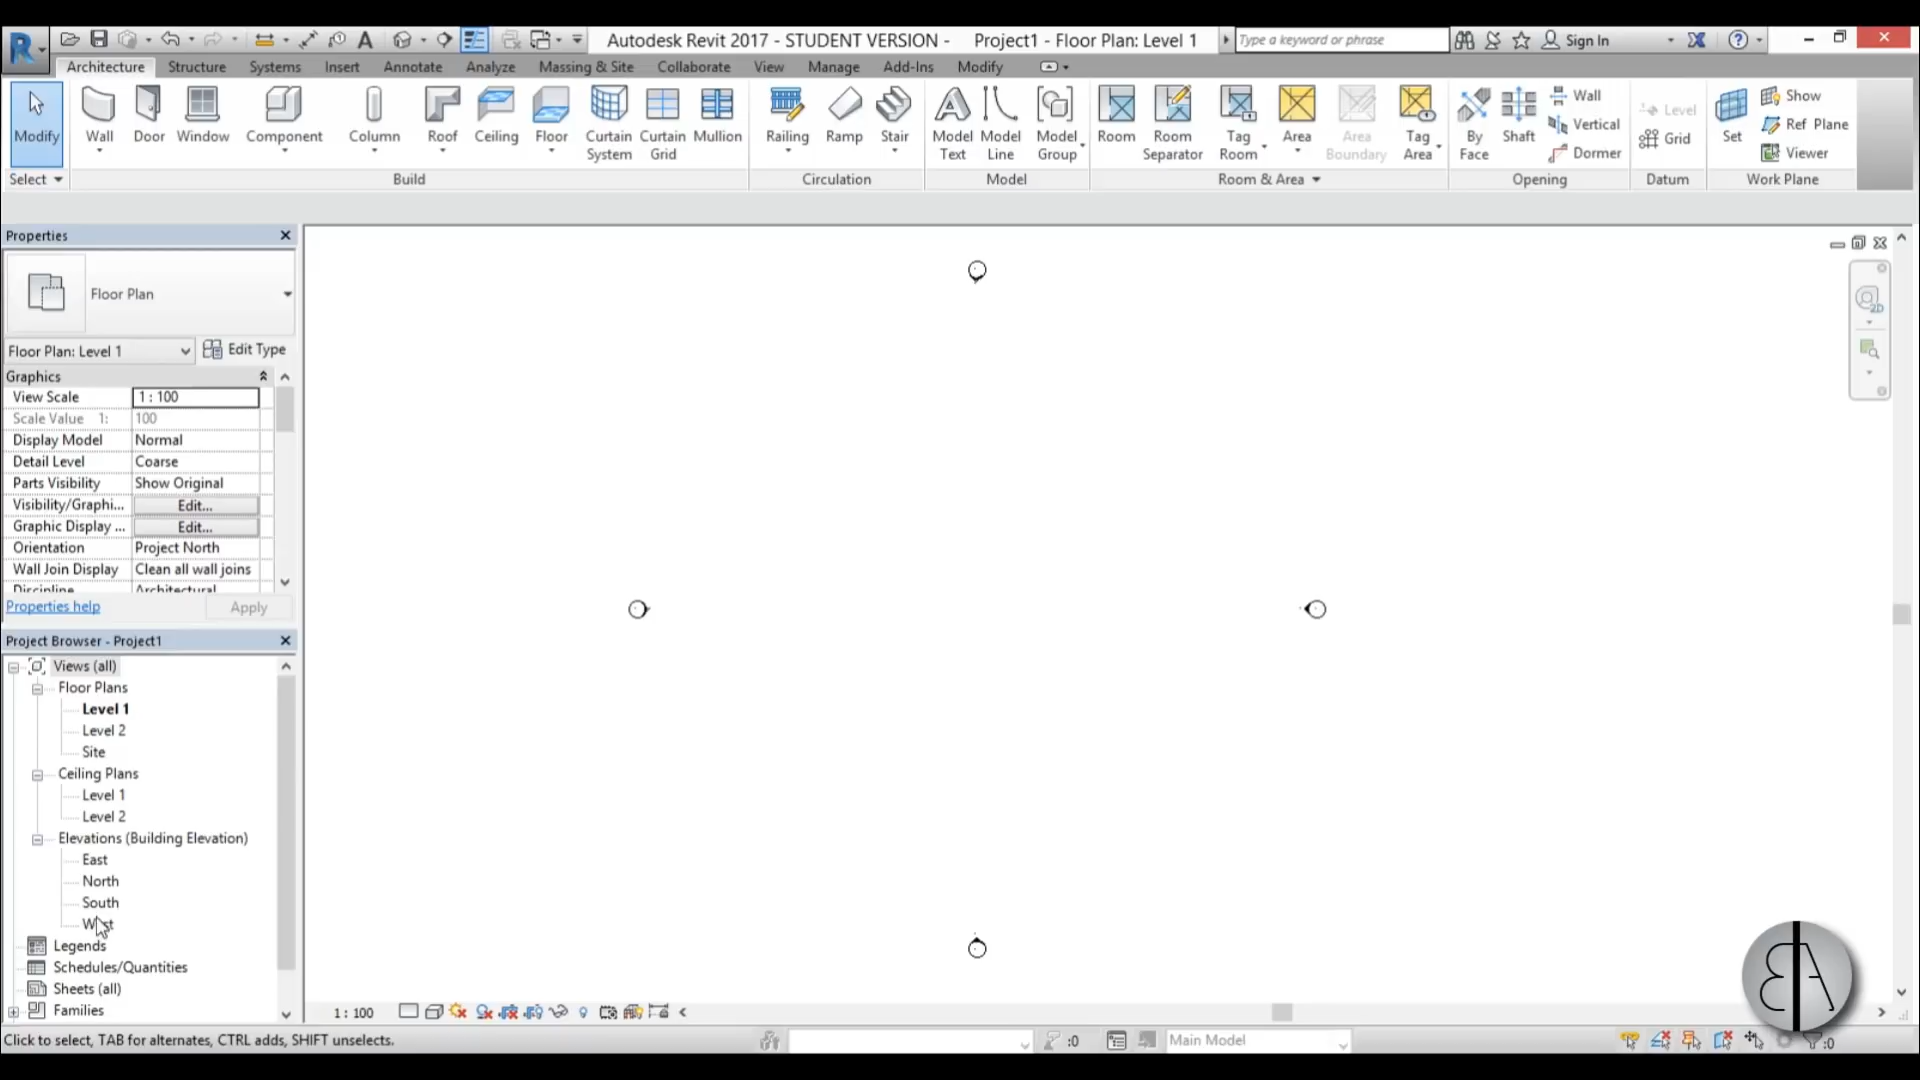 Autodesk Revit 2017 - STUDENT VERSION - Project1 - Floor Plan: Level 1
Type a keyword or phrase
Sign In
Architecture Structure Systems Insert Annotate Analyze Massing & Site Collaborate View Manage Add-Ins Modify
Modify
Wall
Door
Window
Component
Column
Roof
Ceiling
Floor
Curtain System
Curtain Grid
Mullion
Railing
Ramp
Stair
Model Text
Model Line
Model Group
Room
Room Separator
Tag Room
Area
Area Boundary
Tag Area
By Face
Shaft
Wall
Vertical
Dormer
Level
Grid
Set
Show
Ref Plane
Viewer
Select Build Circulation Model Room & Area Opening Datum Work Plane
Properties
Floor Plan
Floor Plan: Level 1 Edit Type
Graphics
View Scale 1 : 100
Scale Value 1: 100
Display Model Normal
Detail Level Coarse
Parts Visibility Show Original
Visibility/Graphi... Edit...
Graphic Display ... Edit...
Orientation Project North
Wall Join Display Clean all wall joins
Discipline Architectural
Properties help Apply
Project Browser - Project1
Views (all)
Floor Plans
Level 1
Level 2
Site
Ceiling Plans
Level 1
Level 2
Elevations (Building Elevation)
East
North
South
West
Legends
Schedules/Quantities
Sheets (all)
Families
2D
1 : 100
Click to select, TAB for alternates, CTRL adds, SHIFT unselects.
:0
Main Model
:0